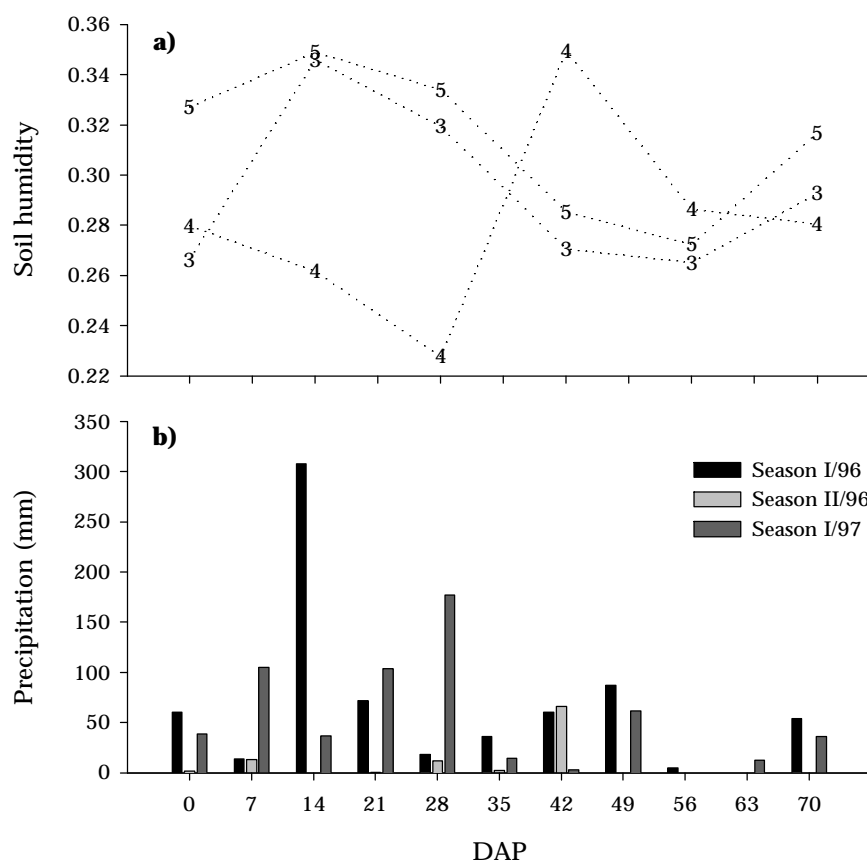 a)
0.36
0.34
0.32
0.30
0.28
0.26
0.24
0.22
Soil humidity
5 5 5 5 5 5
3 3 3 3 3 3
4 4 4 4 4 4
b)
350
300
250
200
150
100
50
0
Precipitation (mm)
Season I/96
Season II/96
Season I/97
0 7 14 21 28 35 42 49 56 63 70
DAP